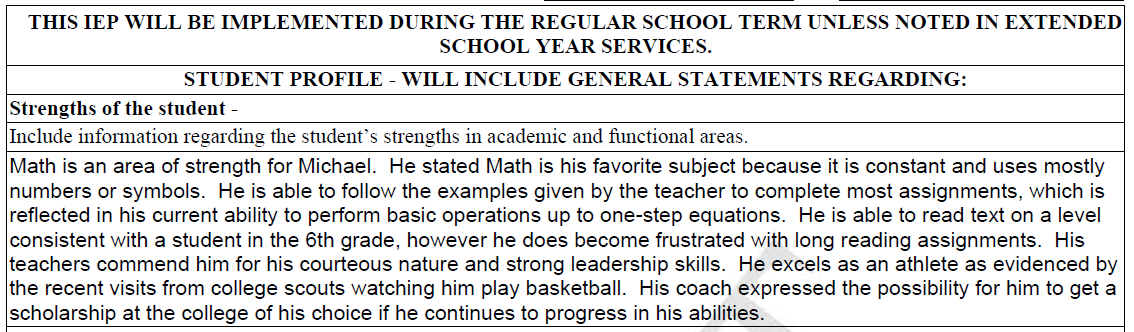 THIS IEP WILL BE IMPLEMENTED DURING THE REGULAR SCHOOL TERM UNLESS NOTED IN EXTENDED
SCHOOL YEAR SERVICES.
STUDENT PROFILE - WILL INCLUDE GENERAL STATEMENTS REGARDING:
Strengths of the student -
Include information regarding the student's strengths in academic and functional areas.
Math is an area of strength for Michael.  He stated Math is his favorite subject because it is constant and uses mostly
numbers or symbols.  He is able to follow the examples given by the teacher to complete most assignments, which is
reflected in his current ability to perform basic operations up to one-step equations.  He is able to read text on a level
consistent with a student in the 6th grade, however he does become frustrated with long reading assignments.  His
teachers commend him for his courteous nature and strong leadership skills.  He excels as an athlete as evidenced by
the recent visits from college scouts watching him play basketball.  His coach expressed the possibility for him to get a
scholarship at the college of his choice if he continues to progress in his abilities.